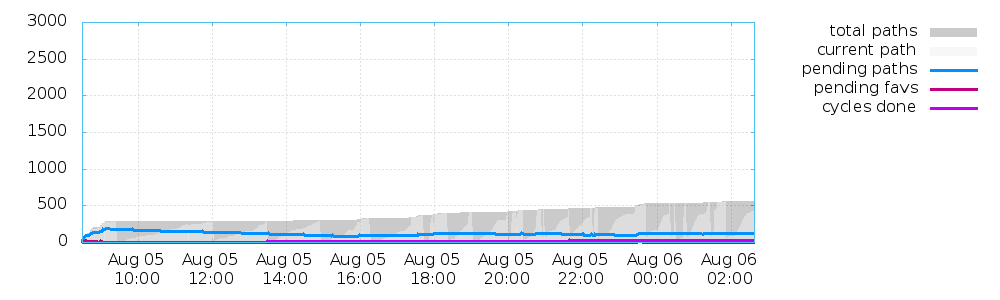 3000
2500
2000
1500
1000
500
0
total paths
current path
pending paths
pending favs
cycles done
Aug 05 Aug 05 Aug 05 Aug 05 Aug 05 Aug 05 Aug 05 Aug 06 Aug 06
10:00 12:00 14:00 16:00 18:00 20:00 22:00 00:00 02:00